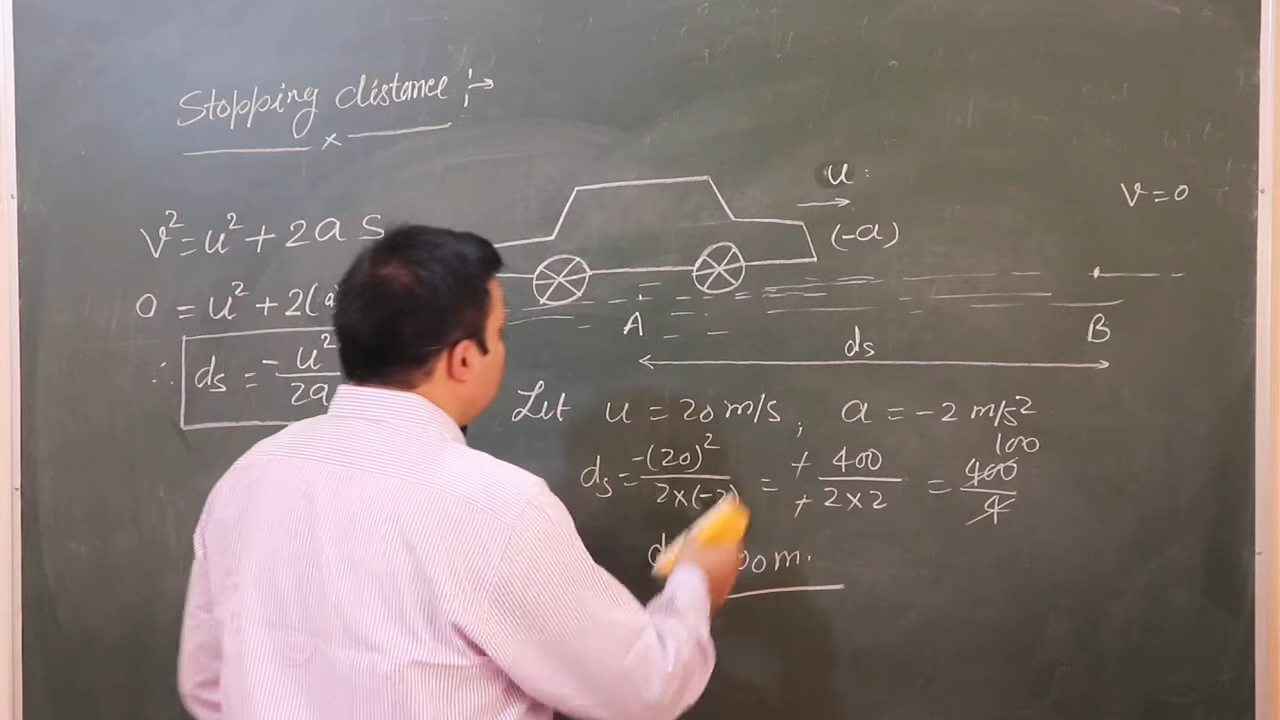 Stopping distance :→
u
(-a)
v=0
v²=u²+2as
0=u²+2(a
A
B
ds
∴ ds = -u²/2a
Let u = 20 m/s, a = -2 m/s²
ds = -(20)²/2×(-2) = +400/+2×2 = 400/4 100
00m.